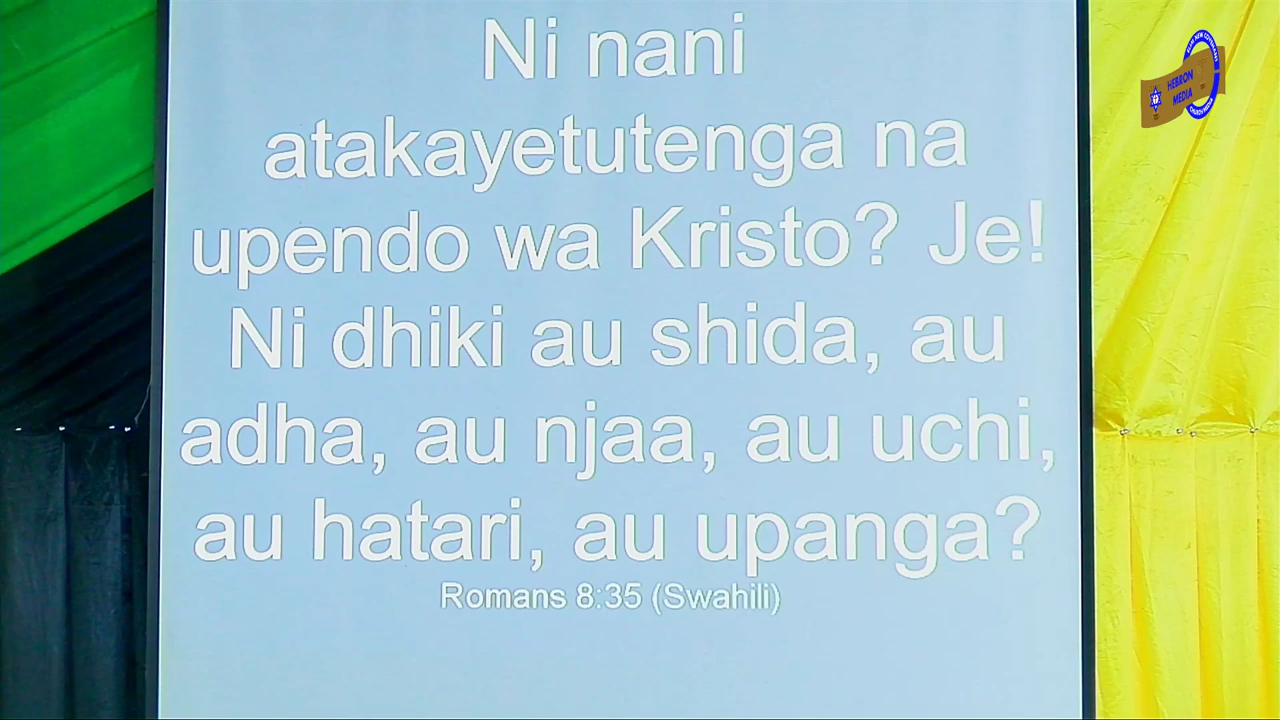 Ni nani
atakayetutenga na
upendo wa Kristo? Je!
Ni dhiki au shida, au
adha, au njaa, au uchi,
au hatari, au upanga?
Romans 8:35 (Swahili)
HEBRON
MEDIA